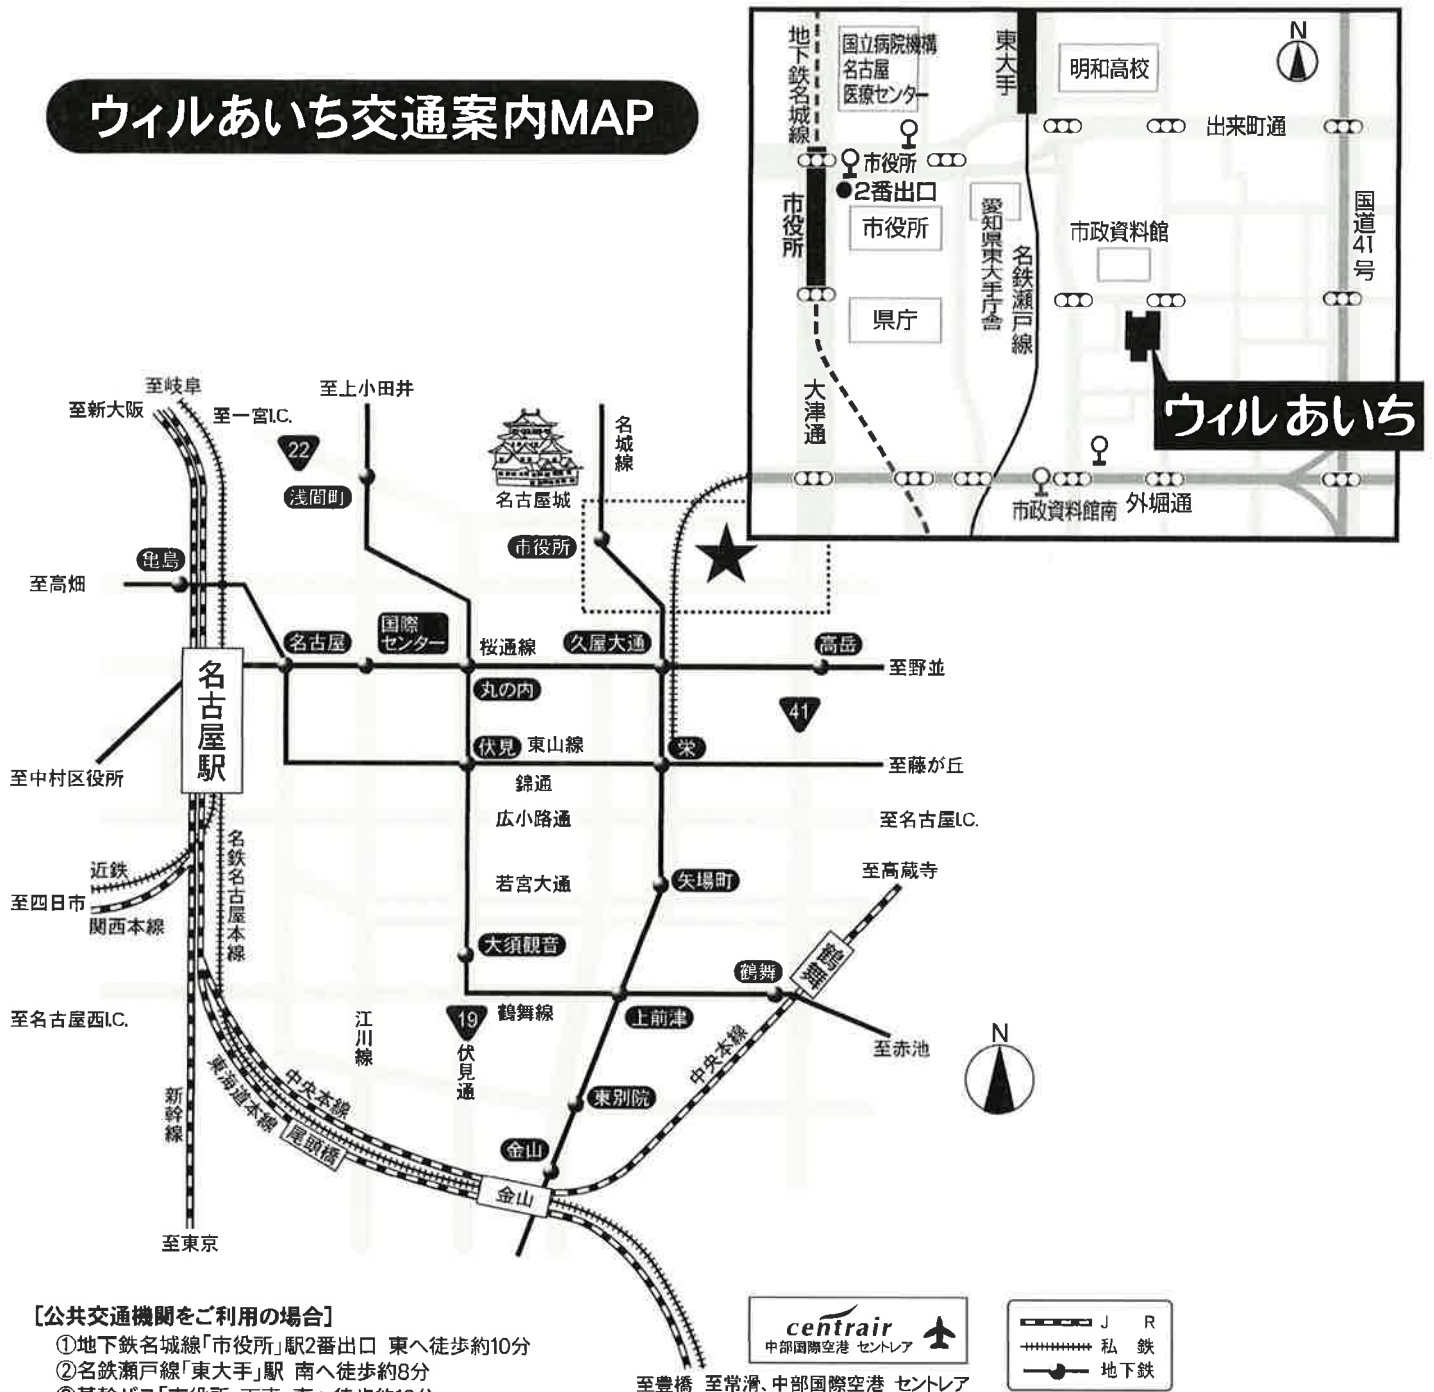 ウィルあいち交通案内MAP
地下鉄名城線
国立病院機構
名古屋
医療センター
東大手
明和高校
N
出来町通
市役所
2番出口
市役所
市役所
愛知県東大手庁舎
名鉄瀬戸線
市政資料館
国道41号
県庁
大津通
ウィルあいち
市政資料館南
外堀通
至岐阜
至新大阪
至一宮I.C.
至上小田井
22
浅間町
名古屋城
名城線
市役所
亀島
至高畑
名古屋
国際
センター
桜通線
久屋大通
高岳
至野並
丸の内
名古屋駅
41
伏見
東山線
栄
至中村区役所
錦通
至藤が丘
広小路通
至名古屋I.C.
近鉄
名鉄名古屋本線
若宮大通
矢場町
至高蔵寺
至四日市
関西本線
大須観音
鶴舞
鶴舞
至名古屋西I.C.
江川線
19
伏見通
鶴舞線
上前津
至赤池
N
中央本線
新幹線
東海道本線
中央本線
尾頭橋
東別院
金山
金山
至東京
[公共交通機関をご利用の場合]
①地下鉄名城線「市役所」駅2番出口 東へ徒歩約10分
②名鉄瀬戸線「東大手」駅 南へ徒歩約8分
centrair
中部国際空港 セントレア
至豊橋 至常滑、中部国際空港 セントレア
J R
私 鉄
地下鉄